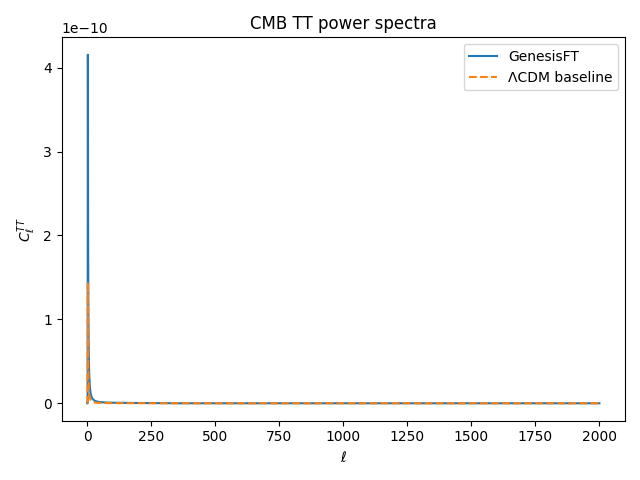 CMB TT power spectra
1e−10
4
3
2
1
0
C_ℓ^{TT}
GenesisFT
ΛCDM baseline
0 250 500 750 1000 1250 1500 1750 2000
ℓ